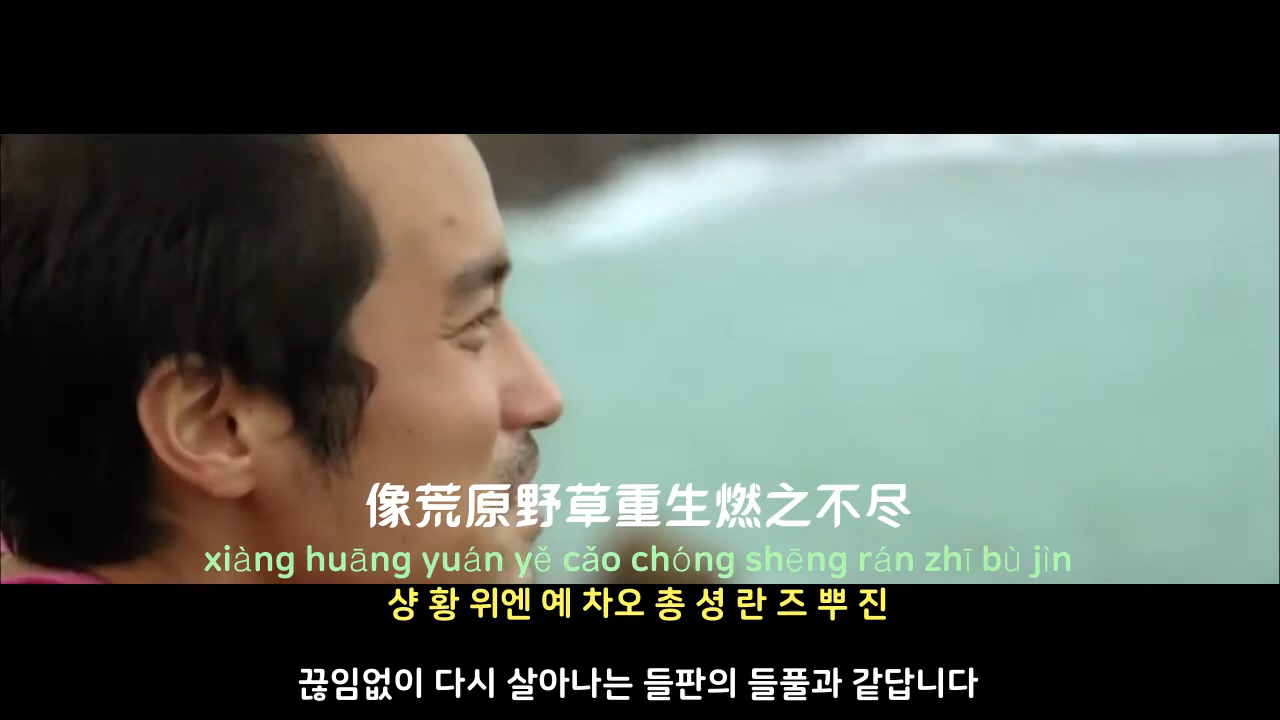 像荒原野草重生燃之不尽
xiàng huāng yuán yě cǎo chóng shēng rán zhī bù jìn
샹 황 위엔 예 차오 총 셩 란 즈 뿌 진
끊임없이 다시 살아나는 들판의 들풀과 같답니다